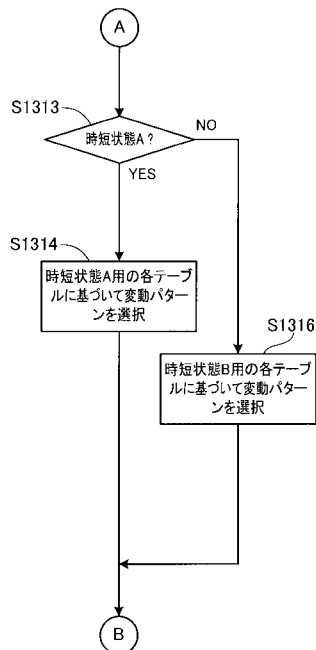 A
S1313
時短状態A?
NO
YES
S1314
時短状態A用の各テーブ
ルに基づいて変動パター
ンを選択
S1316
時短状態B用の各テーブ
ルに基づいて変動パター
ンを選択
B